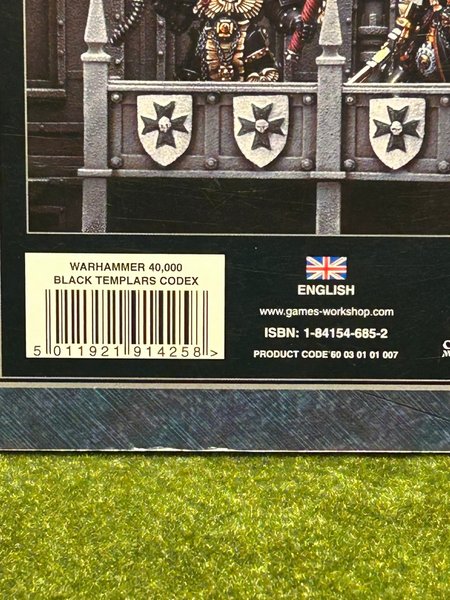 WARHAMMER 40,000
BLACK TEMPLARS CODEX
5 011921 914258 >
ENGLISH
www.games-workshop.com
ISBN: 1-84154-685-2
PRODUCT CODE 60 03 01 01 007